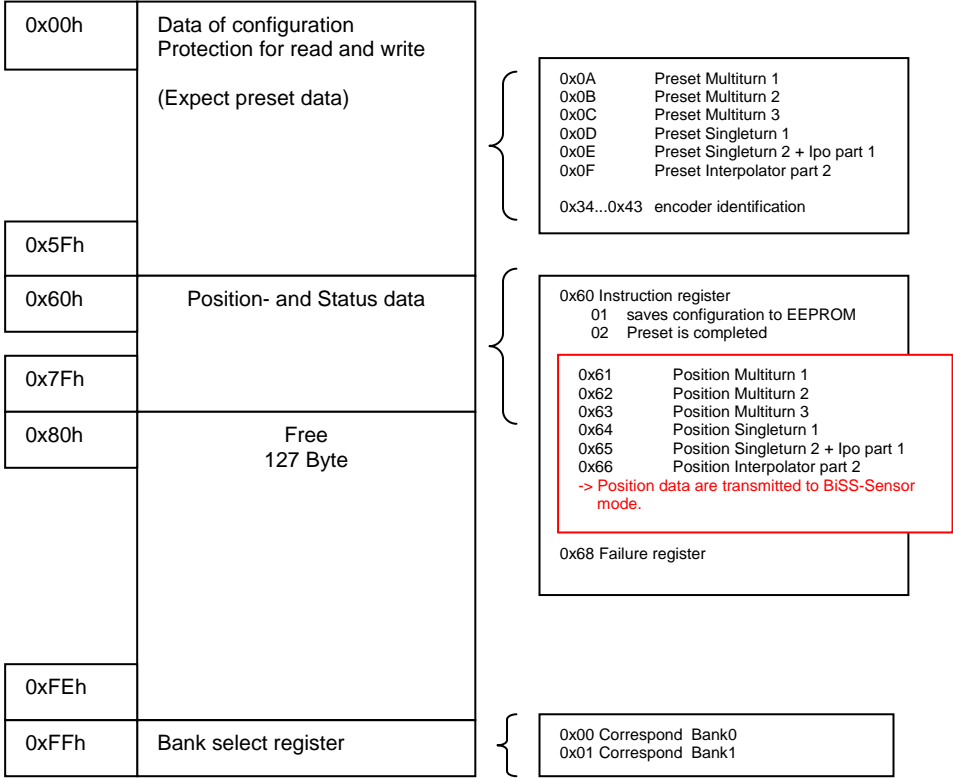 0x00h
Data of configuration
Protection for read and write
(Expect preset data)
0x0A Preset Multiturn 1
0x0B Preset Multiturn 2
0x0C Preset Multiturn 3
0x0D Preset Singleturn 1
0x0E Preset Singleturn 2 + Ipo part 1
0x0F Preset Interpolator part 2
0x34...0x43 encoder identification
0x5Fh
0x60h
Position- and Status data
0x60 Instruction register
01 saves configuration to EEPROM
02 Preset is completed
0x7Fh
0x61 Position Multiturn 1
0x62 Position Multiturn 2
0x63 Position Multiturn 3
0x64 Position Singleturn 1
0x65 Position Singleturn 2 + Ipo part 1
0x66 Position Interpolator part 2
-> Position data are transmitted to BiSS-Sensor
mode.
0x68 Failure register
0x80h
Free
127 Byte
0xFEh
0xFFh
Bank select register
0x00 Correspond Bank0
0x01 Correspond Bank1